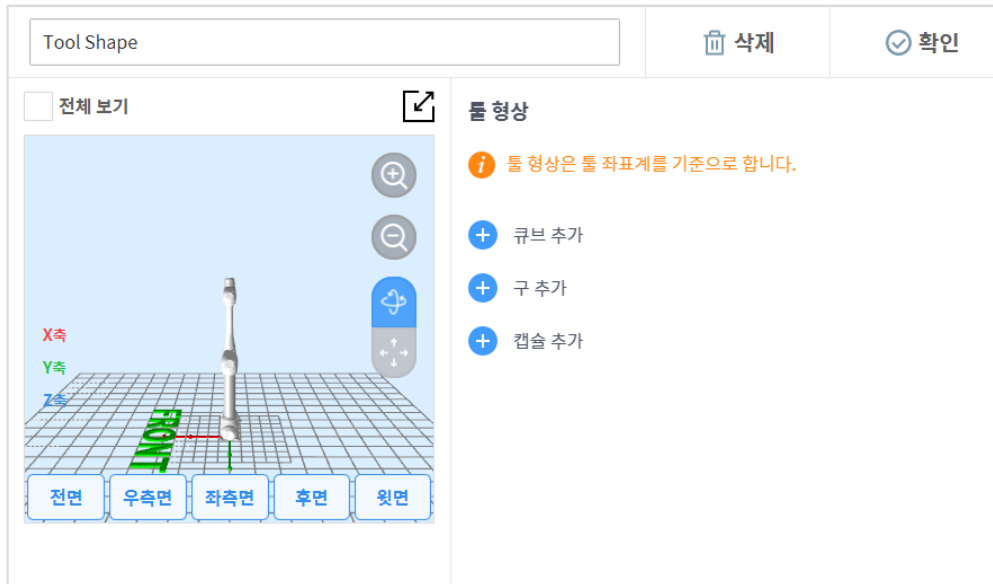 Tool Shape
삭제
확인
전체 보기
툴 형상
툴 형상은 툴 좌표계를 기준으로 합니다.
큐브 추가
구 추가
캡슐 추가
X축
Y축
Z축
FRONT
전면
우측면
좌측면
후면
윗면